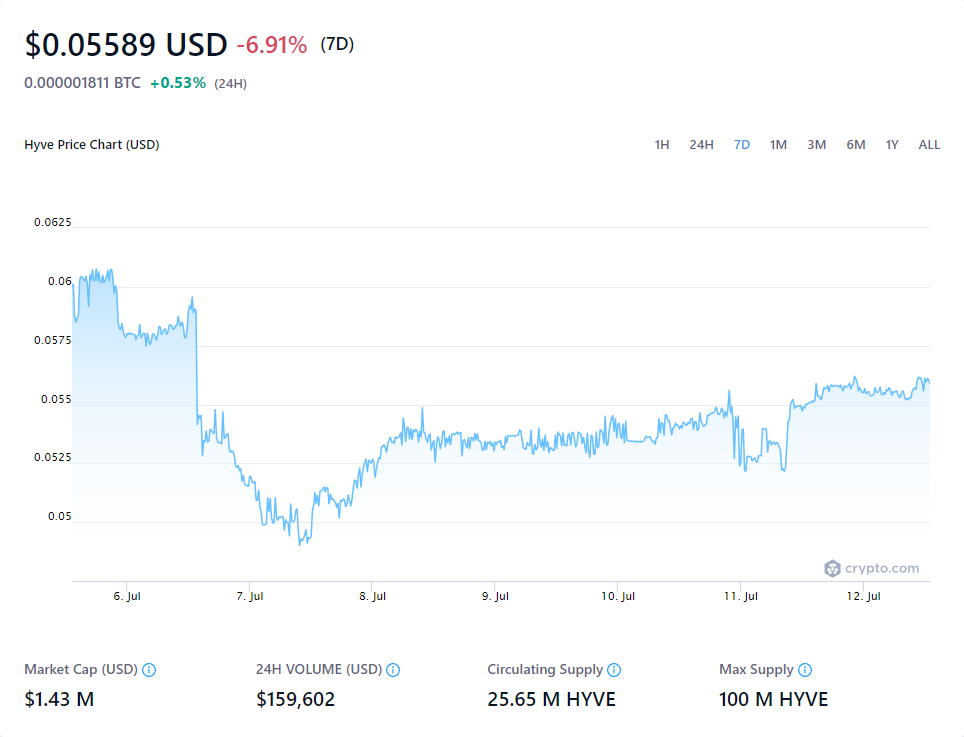 $0.05589 USD -6.91% (7D)
0.000001811 BTC +0.53% (24H)
Hyve Price Chart (USD) 1H 24H 7D 1M 3M 6M 1Y ALL
0.0625
0.06
0.0575
0.055
0.0525
0.05
crypto.com
6. Jul 7. Jul 8. Jul 9. Jul 10. Jul 11. Jul 12. Jul
Market Cap (USD) 24H VOLUME (USD) Circulating Supply Max Supply
$1.43 M $159,602 25.65 M HYVE 100 M HYVE